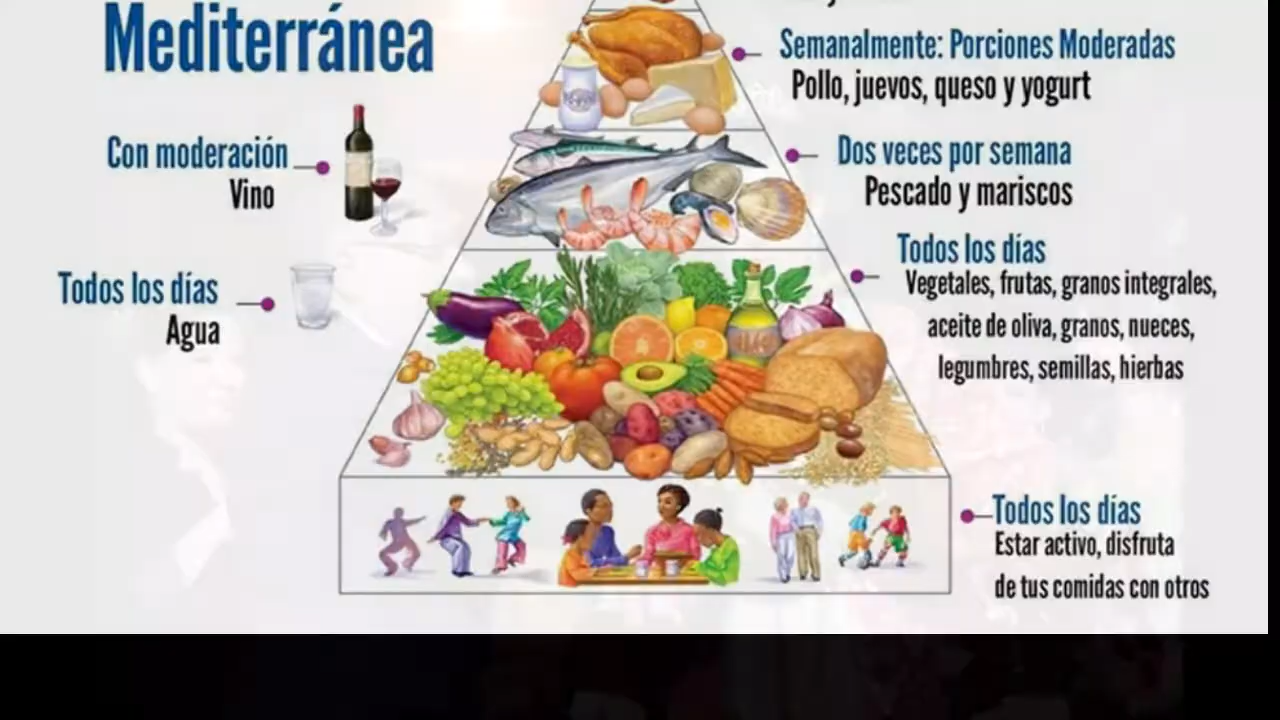 Mediterránea
Semanalmente: Porciones Moderadas
Pollo, juevos, queso y yogurt
Con moderación
Vino
Dos veces por semana
Pescado y mariscos
Todos los días
Agua
Todos los días
Vegetales, frutas, granos integrales,
aceite de oliva, granos, nueces,
legumbres, semillas, hierbas
Todos los días
Estar activo, disfruta
de tus comidas con otros